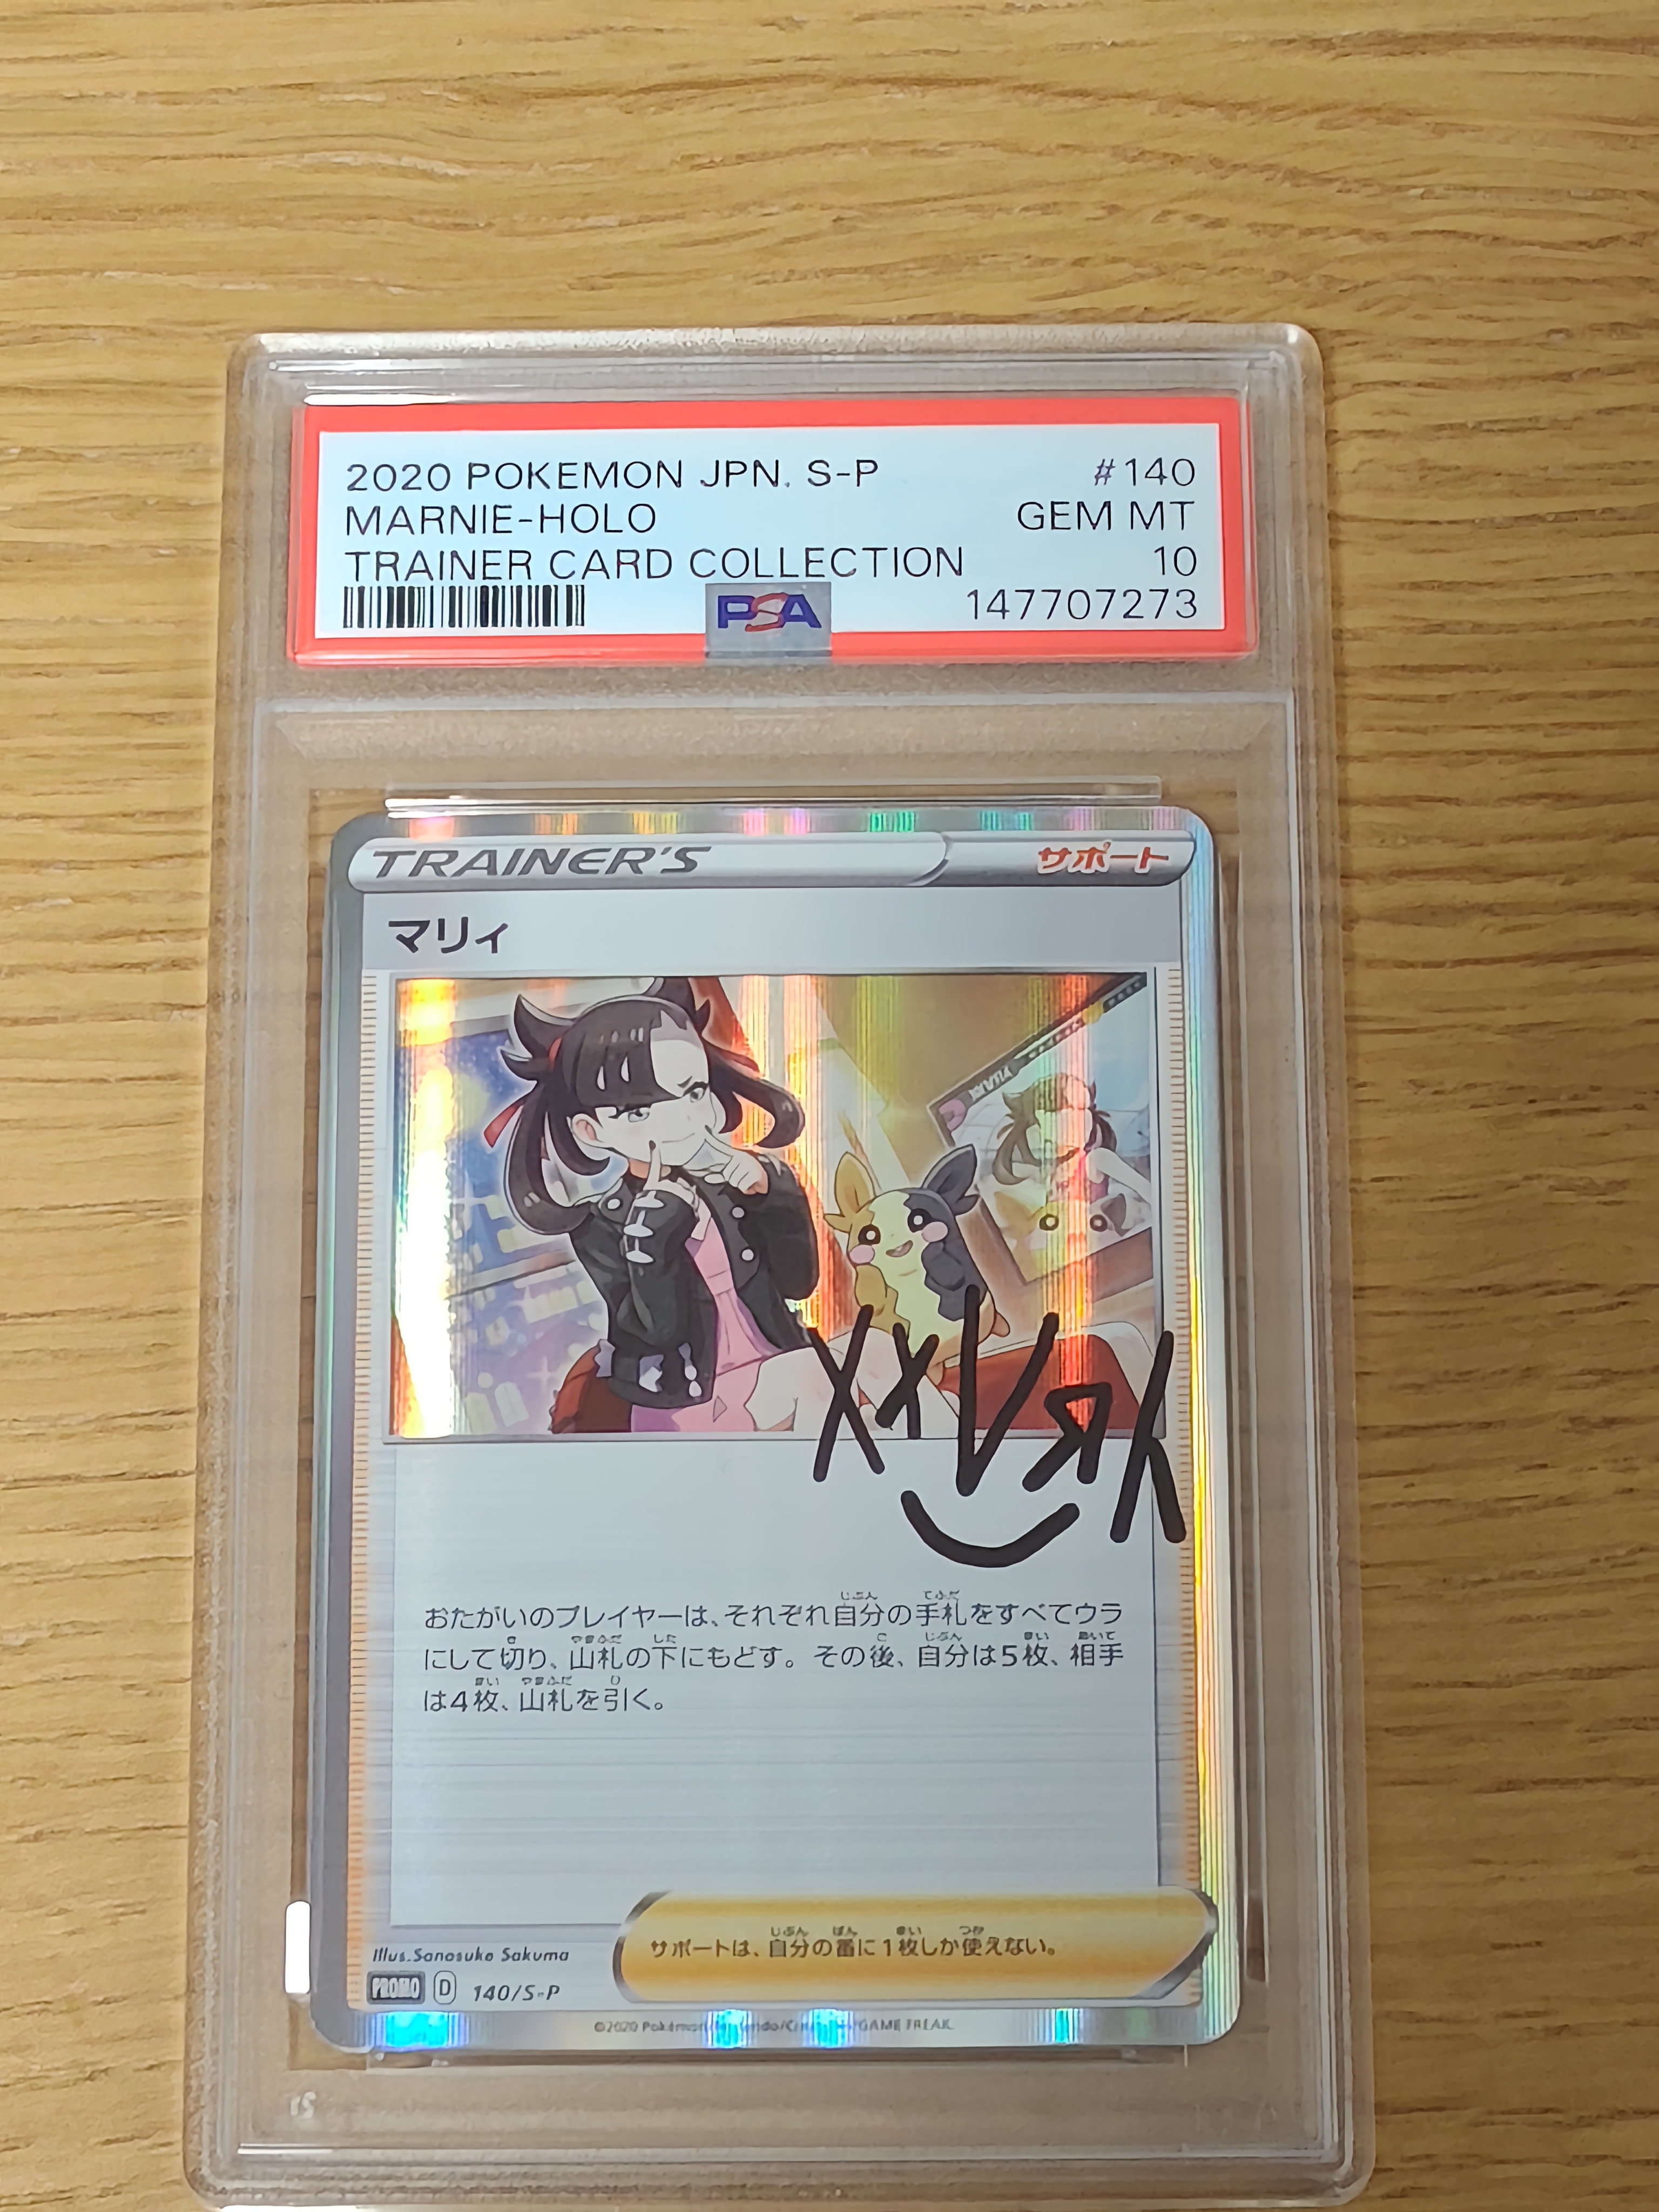 2020 POKEMON JPN. S-P #140
MARNIE-HOLO GEM MT
TRAINER CARD COLLECTION 10
PSA 147707273
TRAINER'S サポート
マリィ
おたがいのプレイヤーは、それぞれ自分の手札をすべてウラ
にして切り、山札の下にもどす。その後、自分は5枚、相手
は4枚、山札を引く。
サポートは、自分の番に1枚しか使えない。
Illus.Sanosuke Sakuma
PROMO D 140/S-P
©2020 Pokémon/Nintendo/Creatures/GAME FREAK.